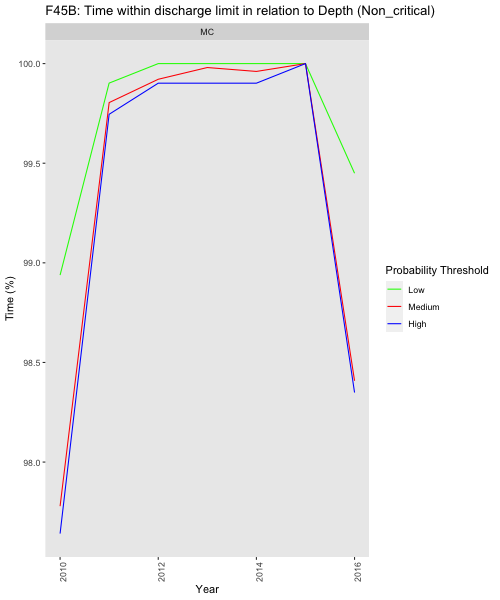 F45B: Time within discharge limit in relation to Depth (Non_critical)
MC
100.0
99.5
99.0
98.5
98.0
Time (%)
2010
2012
2014
2016
Year
Probability Threshold
Low
Medium
High